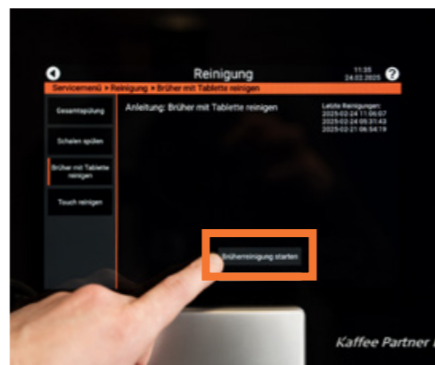 Reinigung
11:35
24.02.2025
?
Servicemenü » Reinigung » Brüher mit Tablette reinigen
Gesamtspülung
Schalen spülen
Brüher mit Tablette
reinigen
Touch reinigen
Anleitung: Brüher mit Tablette reinigen
Letzte Reinigungen:
2025-02-24 11:06:07
2025-02-24 05:31:43
2025-02-21 06:54:19
Brüherreinigung starten
Kaffee Partner